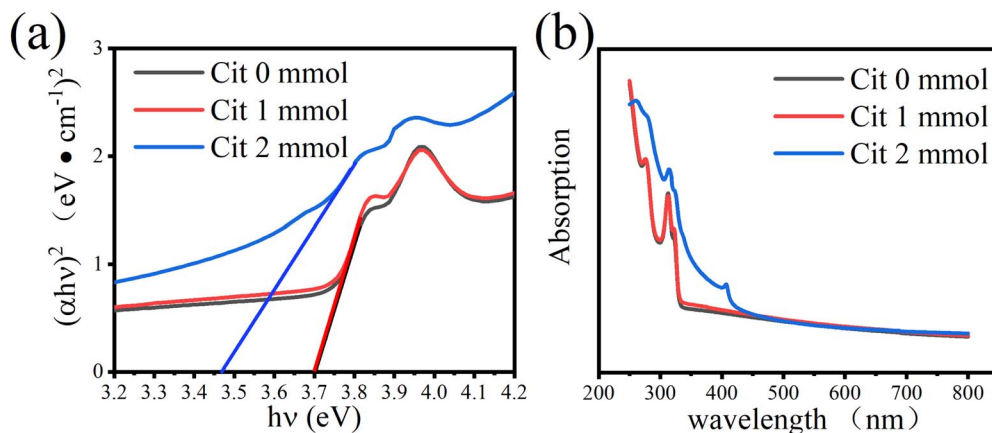 (a)
(αhν)² （eV ● cm⁻¹)²
3
2
1
0
Cit 0 mmol
Cit 1 mmol
Cit 2 mmol
3.2 3.3 3.4 3.5 3.6 3.7 3.8 3.9 4.0 4.1 4.2
hν (eV)
(b)
Absorption
Cit 0 mmol
Cit 1 mmol
Cit 2 mmol
200 300 400 500 600 700 800
wavelength （nm）